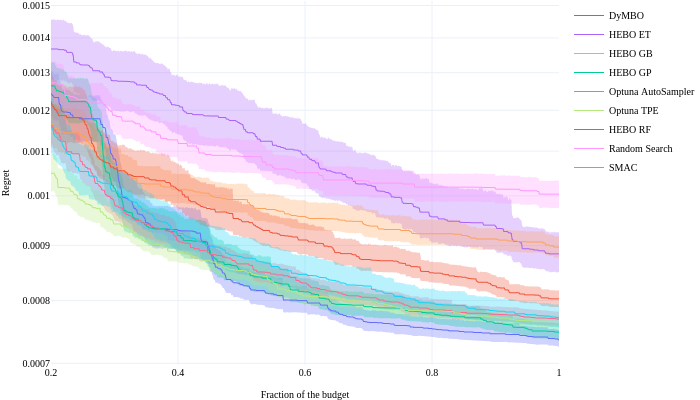 0.0015
0.0014
0.0013
0.0012
0.0011
0.001
0.0009
0.0008
0.0007
Regret
0.2
0.4
0.6
0.8
1
Fraction of the budget
DyMBO
HEBO ET
HEBO GB
HEBO GP
Optuna AutoSampler
Optuna TPE
HEBO RF
Random Search
SMAC